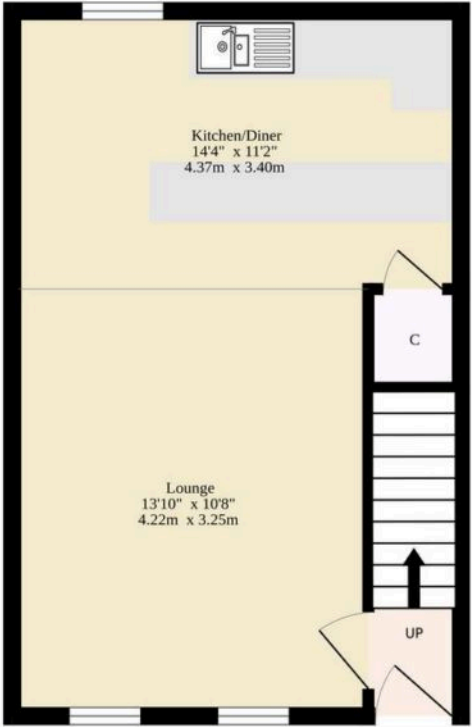 Kitchen/Diner
14'4" x 11'2"
4.37m x 3.40m
C
Lounge
13'10" x 10'8"
4.22m x 3.25m
UP